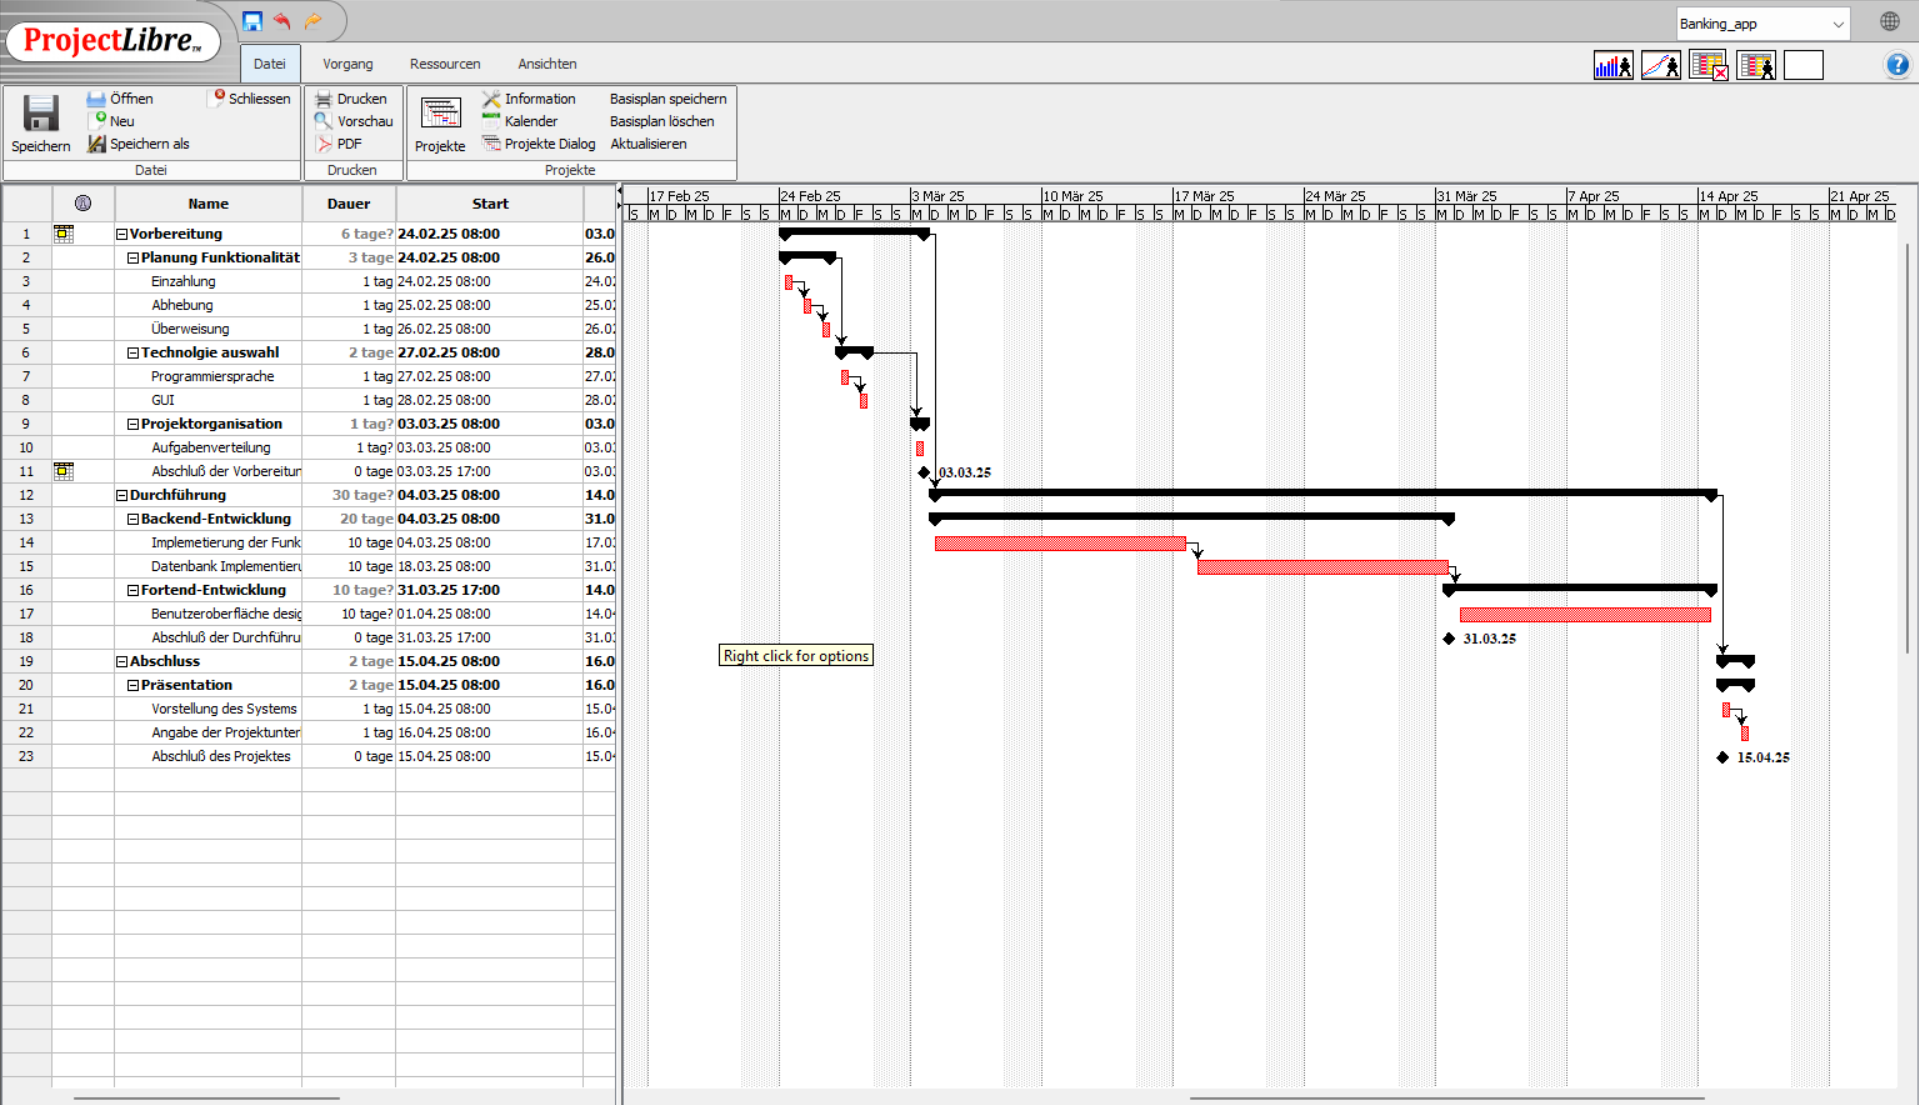 ProjectLibre™
Banking_app
Datei Vorgang Ressourcen Ansichten
Speichern
Öffnen
Neu
Speichern als
Schliessen
Datei
Drucken
Vorschau
PDF
Drucken
Projekte
Information
Kalender
Projekte Dialog
Basisplan speichern
Basisplan löschen
Aktualisieren
Projekte
Name Dauer Start
1 Vorbereitung 6 tage? 24.02.25 08:00 03.0
2 Planung Funktionalität 3 tage 24.02.25 08:00 26.0
3 Einzahlung 1 tag 24.02.25 08:00 24.02
4 Abhebung 1 tag 25.02.25 08:00 25.02
5 Überweisung 1 tag 26.02.25 08:00 26.02
6 Technolgie auswahl 2 tage 27.02.25 08:00 28.0
7 Programmiersprache 1 tag 27.02.25 08:00 27.02
8 GUI 1 tag 28.02.25 08:00 28.02
9 Projektorganisation 1 tag? 03.03.25 08:00 03.0
10 Aufgabenverteilung 1 tag? 03.03.25 08:00 03.03
11 Abschluß der Vorbereitun 0 tage 03.03.25 17:00 03.03
12 Durchführung 30 tage? 04.03.25 08:00 14.0
13 Backend-Entwicklung 20 tage 04.03.25 08:00 31.0
14 Implemetierung der Funk 10 tage 04.03.25 08:00 17.03
15 Datenbank Implementieru 10 tage 18.03.25 08:00 31.03
16 Fortend-Entwicklung 10 tage? 31.03.25 17:00 14.0
17 Benutzeroberfläche desig 10 tage? 01.04.25 08:00 14.04
18 Abschluß der Durchführu 0 tage 31.03.25 17:00 31.03
19 Abschluss 2 tage 15.04.25 08:00 16.0
20 Präsentation 2 tage 15.04.25 08:00 16.0
21 Vorstellung des Systems 1 tag 15.04.25 08:00 15.04
22 Angabe der Projektunter 1 tag 16.04.25 08:00 16.04
23 Abschluß des Projektes 0 tage 15.04.25 08:00 15.04
17 Feb 25 24 Feb 25 3 Mär 25 10 Mär 25 17 Mär 25 24 Mär 25 31 Mär 25 7 Apr 25 14 Apr 25 21 Apr 25
S M D M D F S S M D M D F S S M D M D F S S M D M D F S S M D M D F S S M D M D F S S M D M D F S S M D M D F S S M D M D F S S M D M D
03.03.25
31.03.25
Right click for options
15.04.25